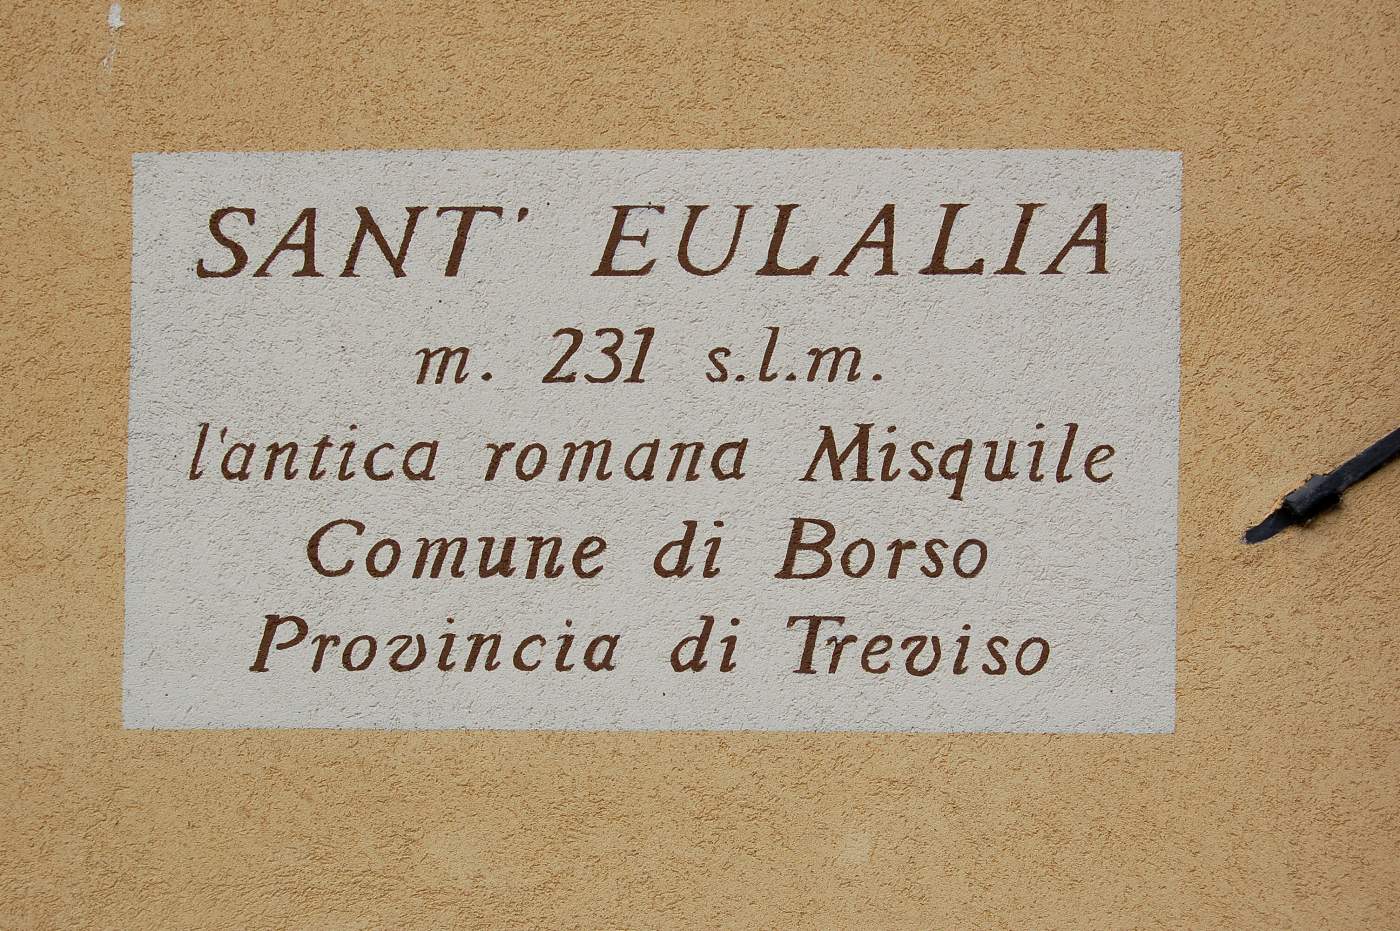 SANT' EULALIA
m. 231 s.l.m.
l'antica romana Misquile
Comune di Borso
Provincia di Treviso